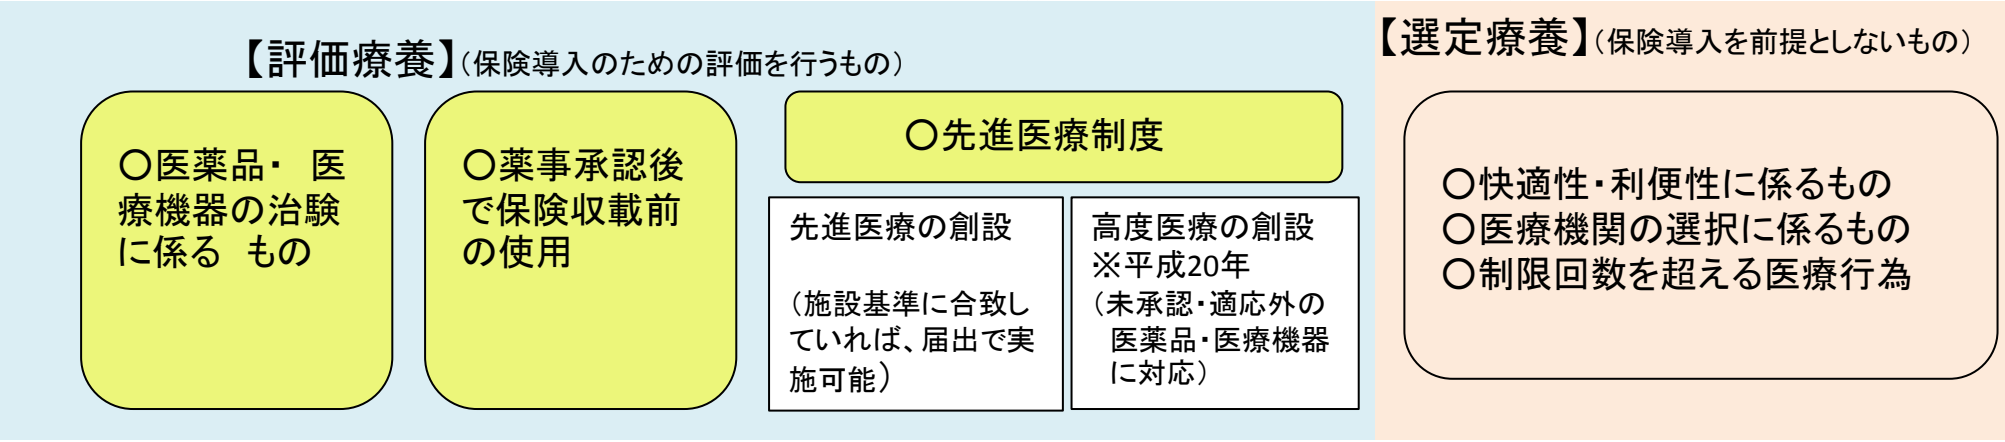 【評価療養】(保険導入のための評価を行うもの)
〇医薬品・ 医
療機器の治験
に係る もの
〇薬事承認後
で保険収載前
の使用
〇先進医療制度
先進医療の創設
(施設基準に合致し
ていれば、届出で実
施可能)
高度医療の創設
※平成20年
(未承認・適応外の
医薬品・医療機器
に対応)
【選定療養】(保険導入を前提としないもの)
〇快適性・利便性に係るもの
〇医療機関の選択に係るもの
〇制限回数を超える医療行為